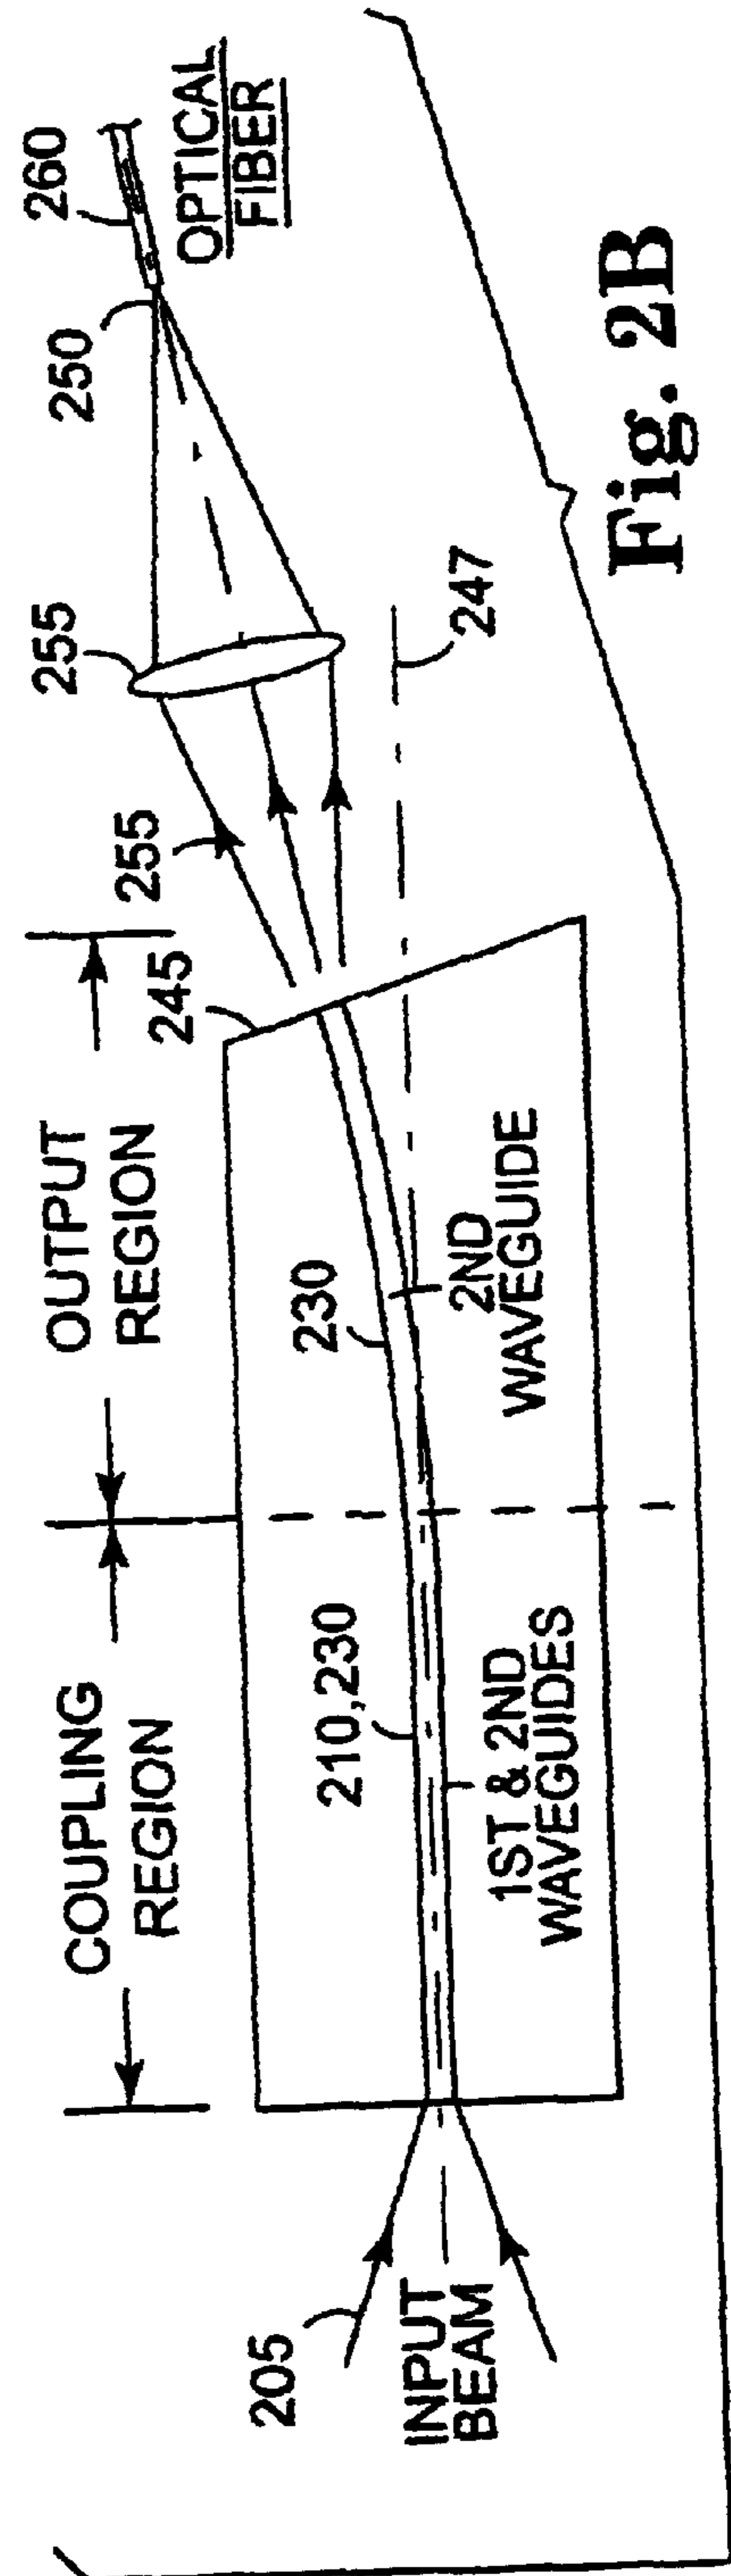 COUPLING
REGION
OUTPUT
REGION
245
255
255
250
260
OPTICAL
FIBER
205
INPUT
BEAM
210,230
1ST & 2ND
WAVEGUIDES
230
2ND
WAVEGUIDE
247
Fig. 2B